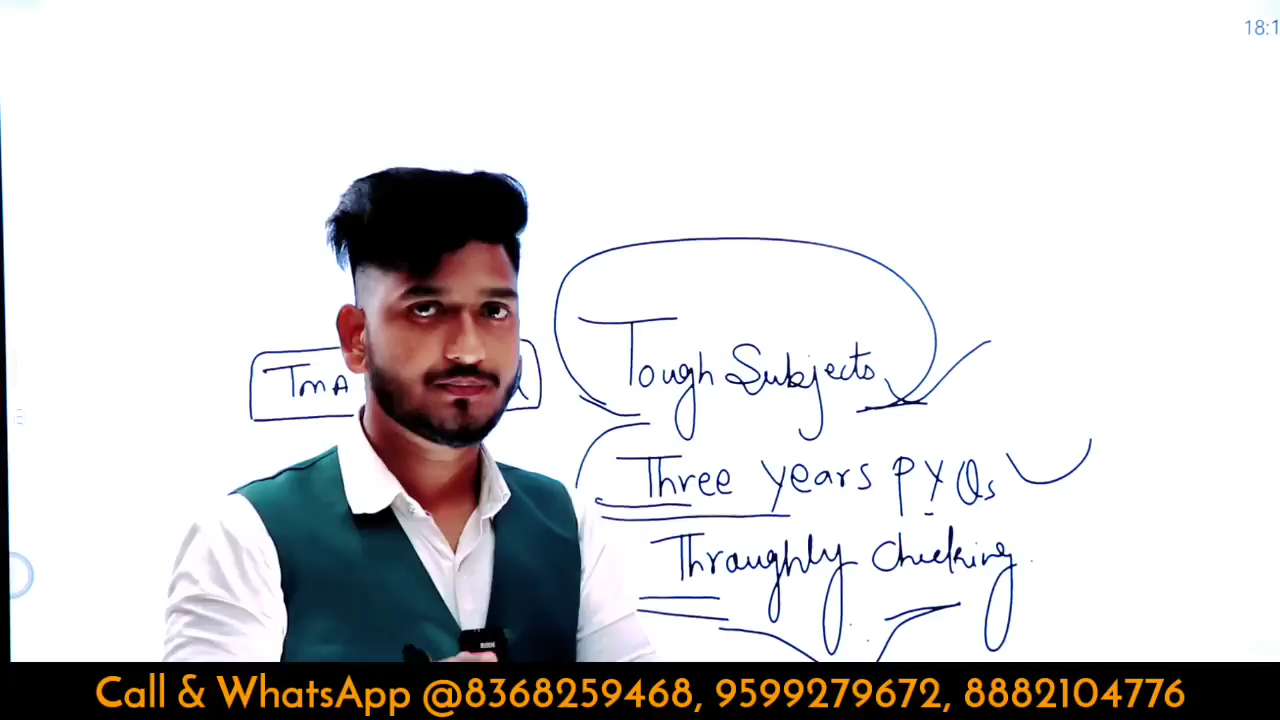 18:1
Tough Subjects
TMA
Three years PYQs
Throughly Checking
Call & WhatsApp @8368259468, 9599279672, 8882104776